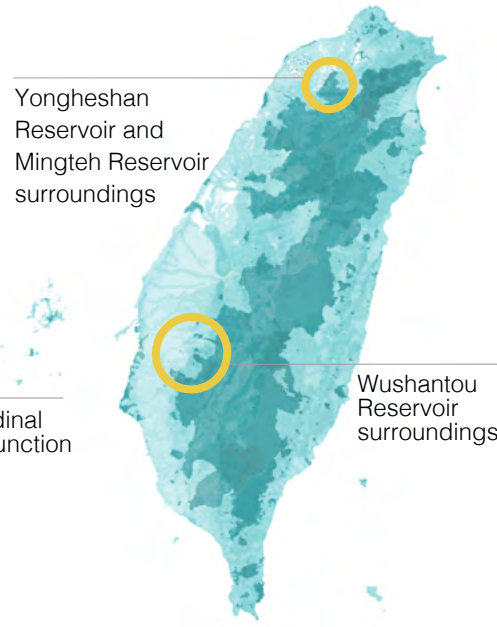 Yongheshan
Reservoir and
Mingteh Reservoir
surroundings
Wushantou
Reservoir
surroundings
dinal
unction